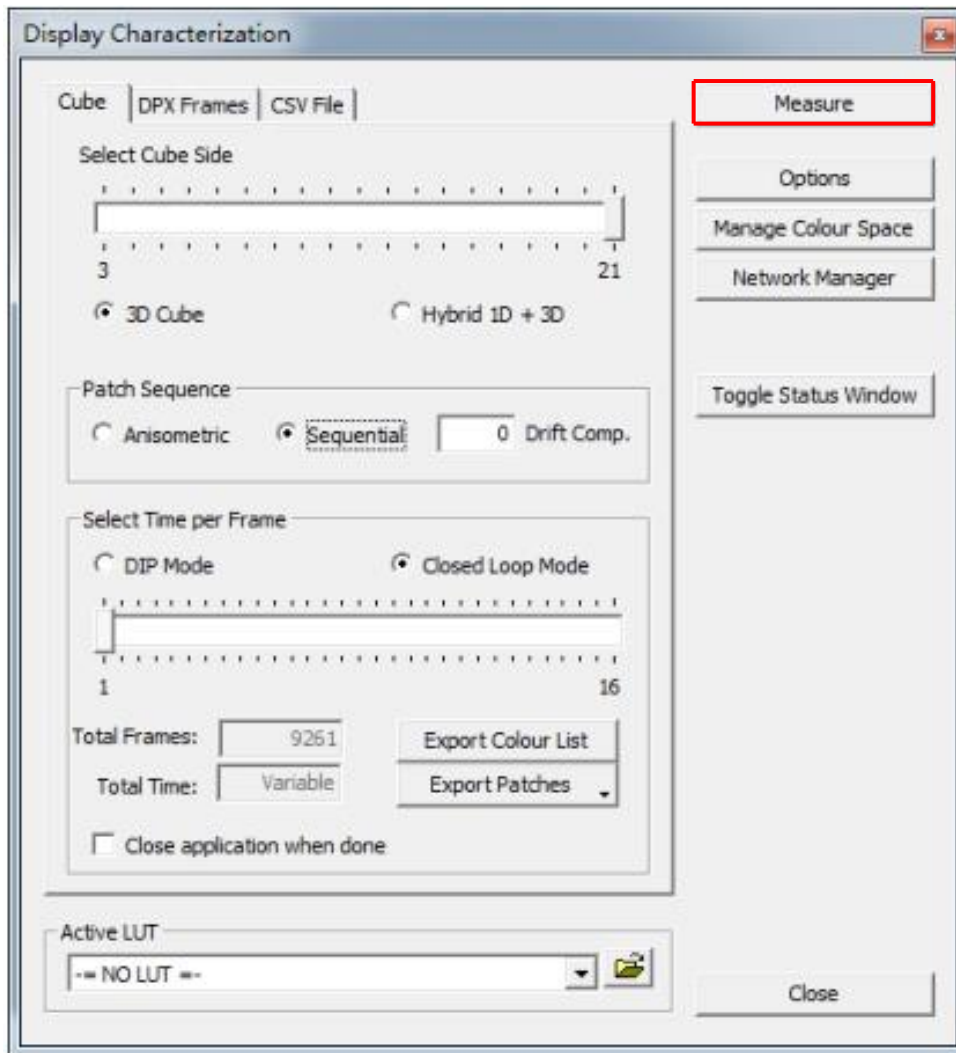 Display Characterization
Cube
DPX Frames
CSV File
Measure
Select Cube Side
3
21
3D Cube
Hybrid 1D + 3D
Options
Manage Colour Space
Network Manager
Toggle Status Window
Patch Sequence
Anisometric
Sequential
0
Drift Comp.
Select Time per Frame
DIP Mode
Closed Loop Mode
1
16
Total Frames:
9261
Export Colour List
Total Time:
Variable
Export Patches
Close application when done
Active LUT
-= NO LUT =-
Close